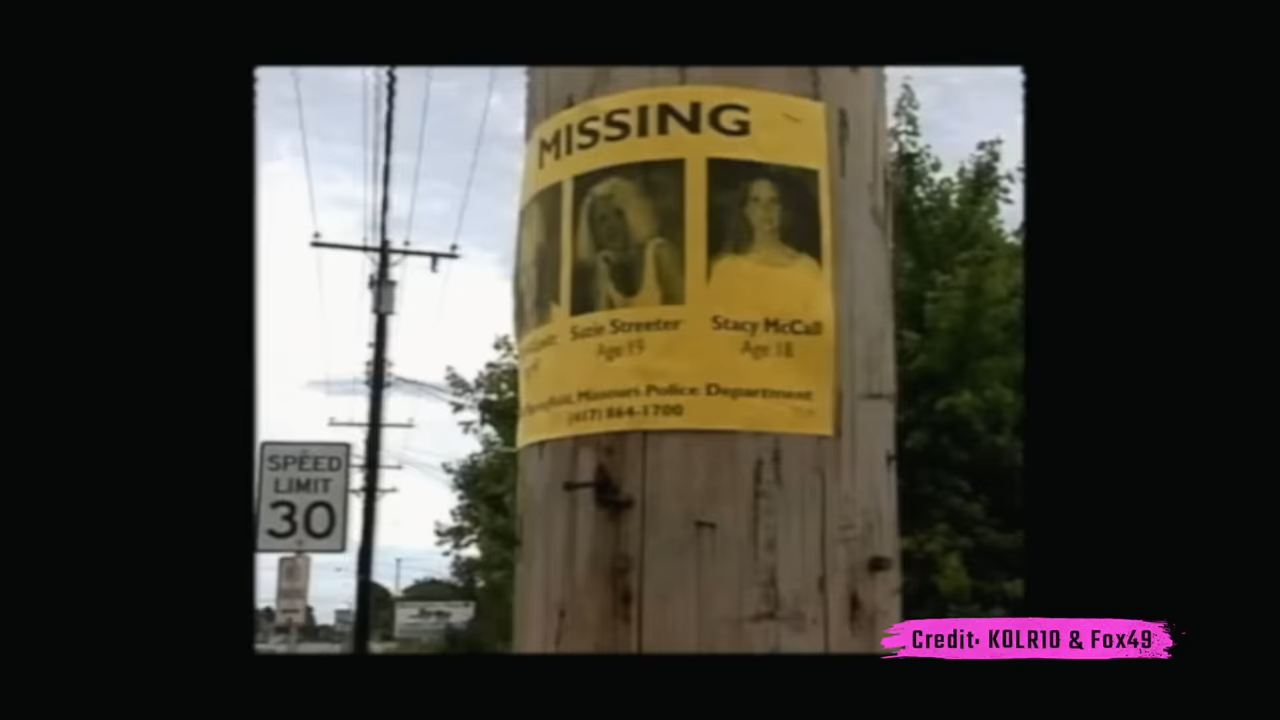 MISSING
Suzie Streeter
Stacy McCall
Age 19
Age 18
Springfield, Missouri Police Department
(417) 864-1700
SPEED
LIMIT
30
Credit: KOLR10 & Fox49